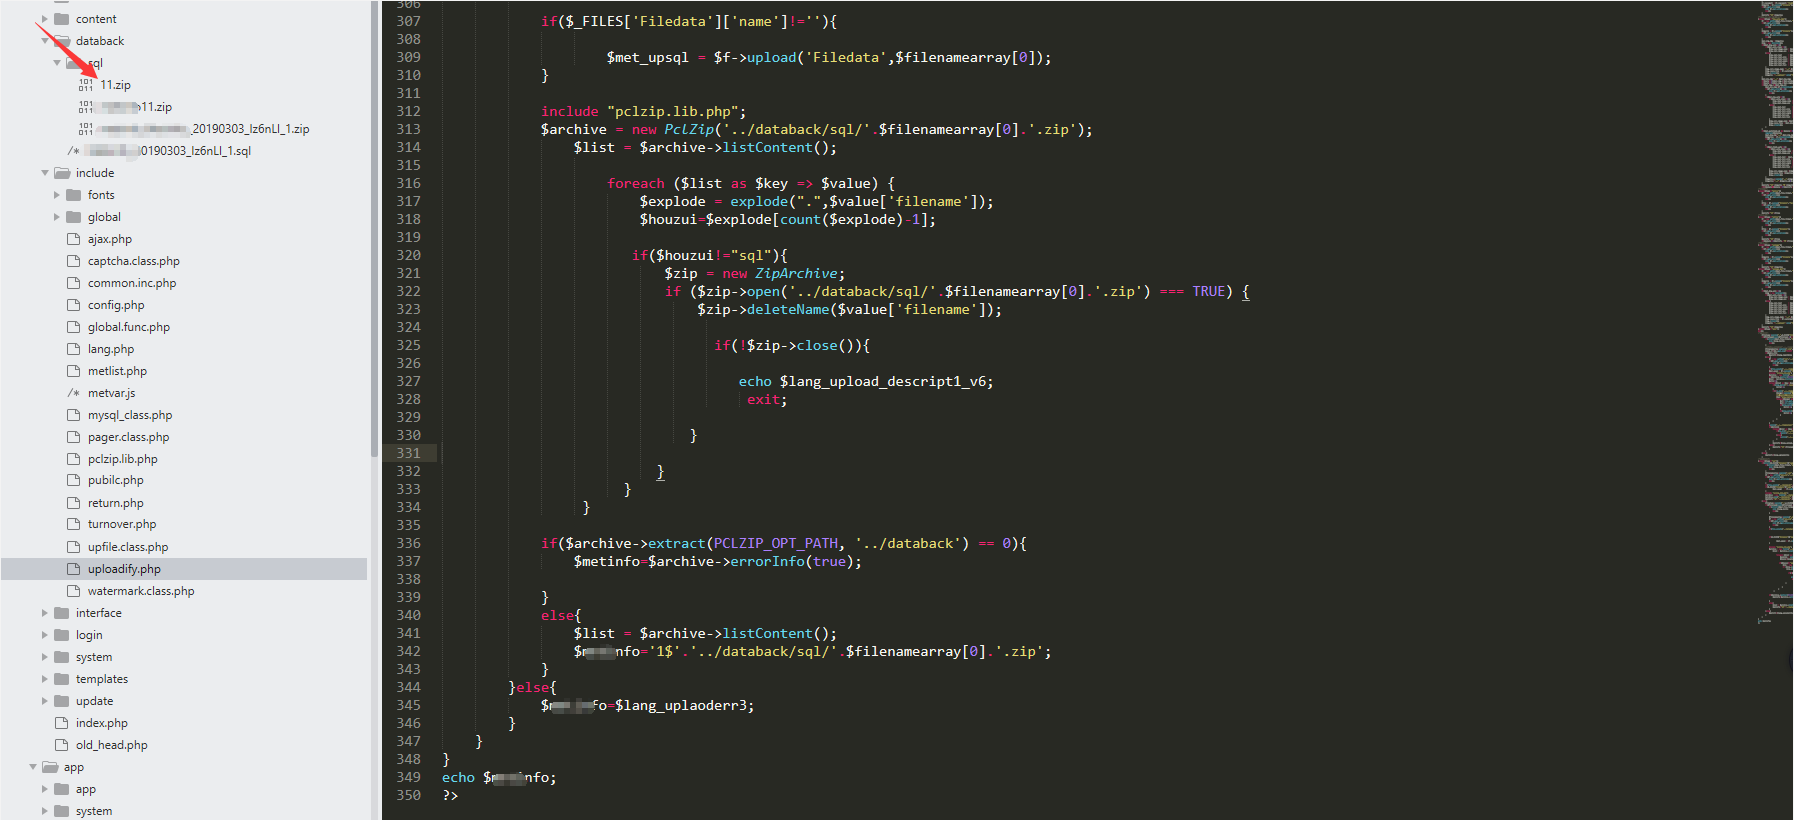 content
databack
sql
11.zip
11.zip
_20190303_Iz6nLl_1.zip
0190303_Iz6nLl_1.sql
include
fonts
global
ajax.php
captcha.class.php
common.inc.php
config.php
global.func.php
lang.php
metlist.php
/* metvar.js
mysql_class.php
pager.class.php
pclzip.lib.php
pubilc.php
return.php
turnover.php
upfile.class.php
uploadify.php
watermark.class.php
interface
login
system
templates
update
index.php
old_head.php
app
app
system
306
307 if($_FILES['Filedata']['name']!=''){
308
309 $met_upsql = $f->upload('Filedata',$filenamearray[0]);
310 }
311
312 include "pclzip.lib.php";
313 $archive = new PclZip('../databack/sql/'.$filenamearray[0].'.zip');
314 $list = $archive->listContent();
315
316 foreach ($list as $key => $value) {
317 $explode = explode(".",$value['filename']);
318 $houzui=$explode[count($explode)-1];
319
320 if($houzui!="sql"){
321 $zip = new ZipArchive;
322 if ($zip->open('../databack/sql/'.$filenamearray[0].'.zip') === TRUE) {
323 $zip->deleteName($value['filename']);
324
325 if(!$zip->close()){
326
327 echo $lang_upload_descript1_v6;
328 exit;
329
330 }
331
332 }
333 }
334 }
335
336 if($archive->extract(PCLZIP_OPT_PATH, '../databack') == 0){
337 $metinfo=$archive->errorInfo(true);
338
339 }
340 else{
341 $list = $archive->listContent();
342 $ nfo='1$'.'../databack/sql/'.$filenamearray[0].'.zip';
343 }
344 }else{
345 $ fo=$lang_uplaoderr3;
346 }
347 }
348 }
349 echo $ nfo;
350 ?>